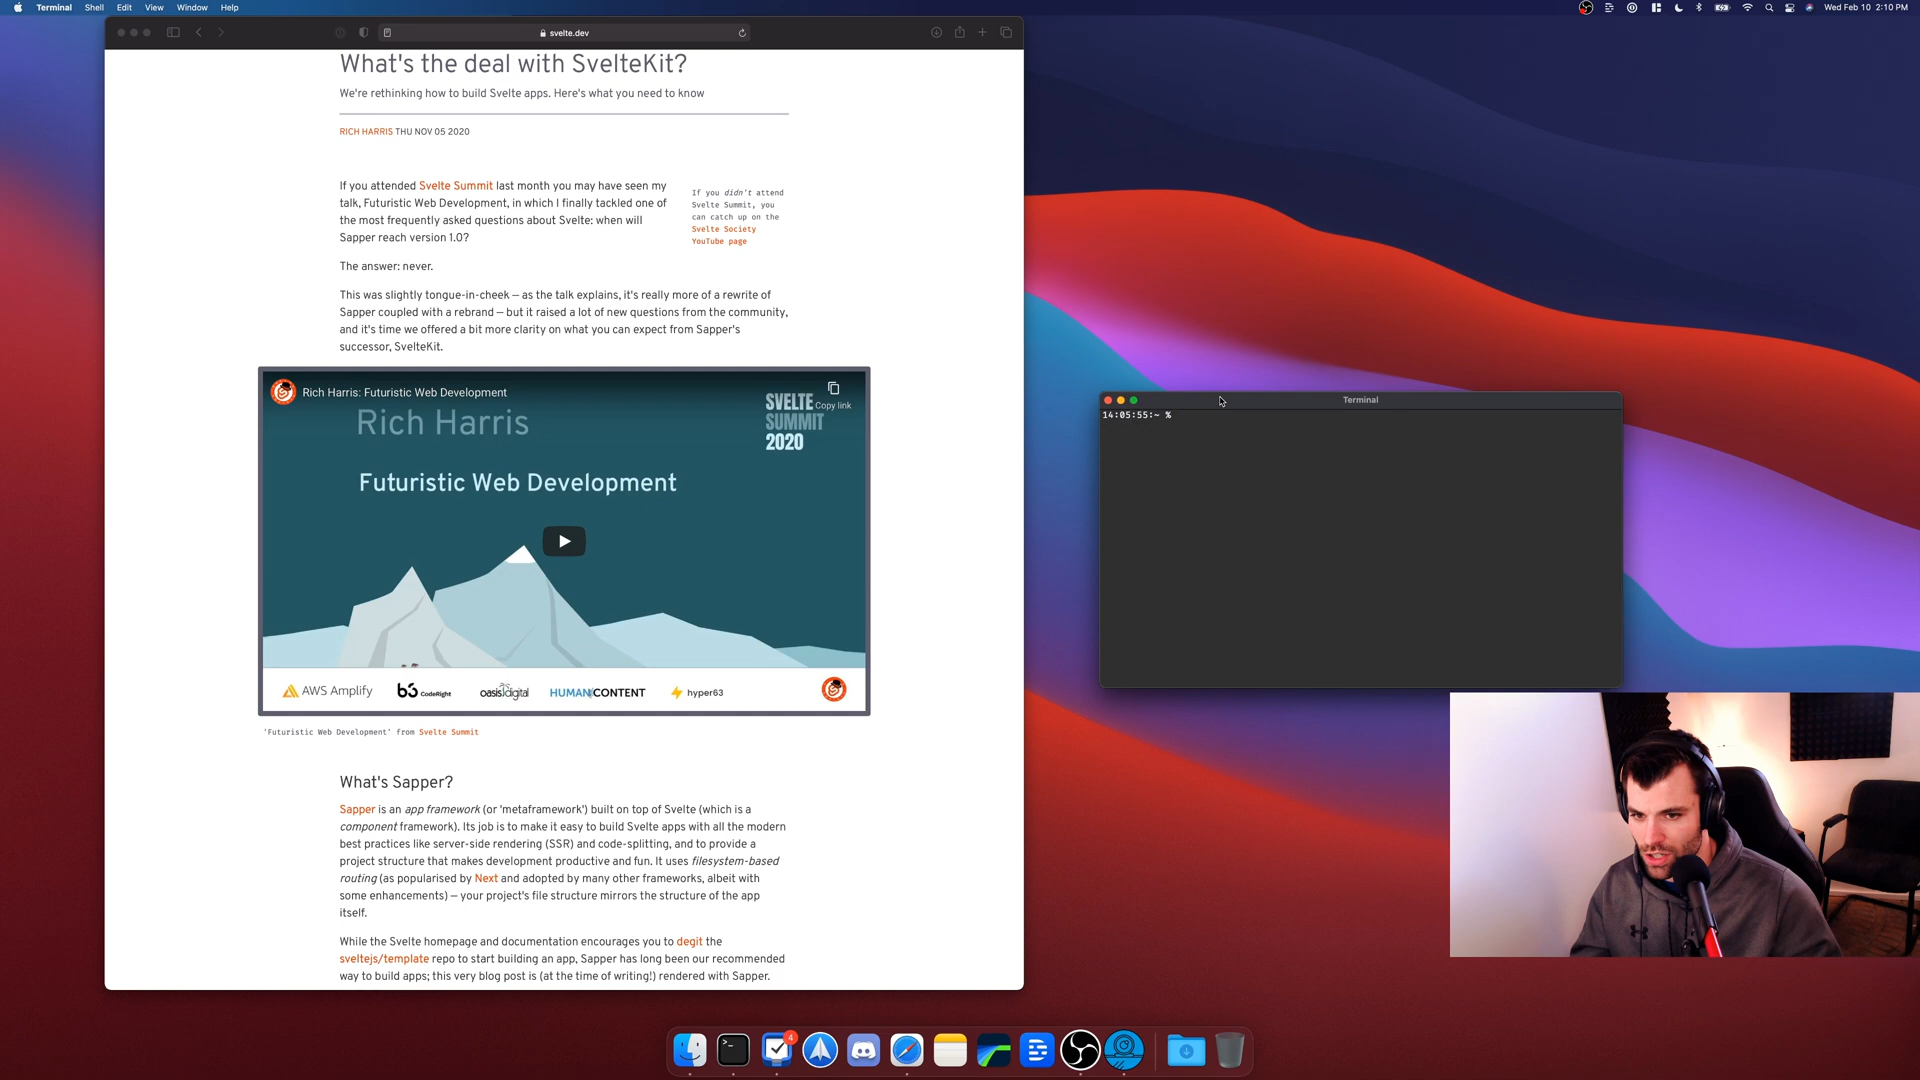 Terminal Shell Edit View Window Help
Wed Feb 10 2:10 PM
svelte.dev
What's the deal with SvelteKit?
We're rethinking how to build Svelte apps. Here's what you need to know
RICH HARRIS THU NOV 05 2020
If you attended Svelte Summit last month you may have seen my
talk, Futuristic Web Development, in which I finally tackled one of
the most frequently asked questions about Svelte: when will
Sapper reach version 1.0?
If you didn't attend
Svelte Summit, you
can catch up on the
Svelte Society
YouTube page
The answer: never.
This was slightly tongue-in-cheek — as the talk explains, it's really more of a rewrite of
Sapper coupled with a rebrand — but it raised a lot of new questions from the community,
and it's time we offered a bit more clarity on what you can expect from Sapper's
successor, SvelteKit.
Rich Harris: Futuristic Web Development
Copy link
Rich Harris
SVELTE
SUMMIT
2020
Futuristic Web Development
AWS Amplify
CodeRight
oasis digital
HUMAN CONTENT
hyper63
'Futuristic Web Development' from Svelte Summit
What's Sapper?
Sapper is an app framework (or 'metaframework') built on top of Svelte (which is a
component framework). Its job is to make it easy to build Svelte apps with all the modern
best practices like server-side rendering (SSR) and code-splitting, and to provide a
project structure that makes development productive and fun. It uses filesystem-based
routing (as popularised by Next and adopted by many other frameworks, albeit with
some enhancements) — your project's file structure mirrors the structure of the app
itself.
While the Svelte homepage and documentation encourages you to degit the
sveltejs/template repo to start building an app, Sapper has long been our recommended
way to build apps; this very blog post is (at the time of writing!) rendered with Sapper.
Terminal
14:05:55:~ %
4